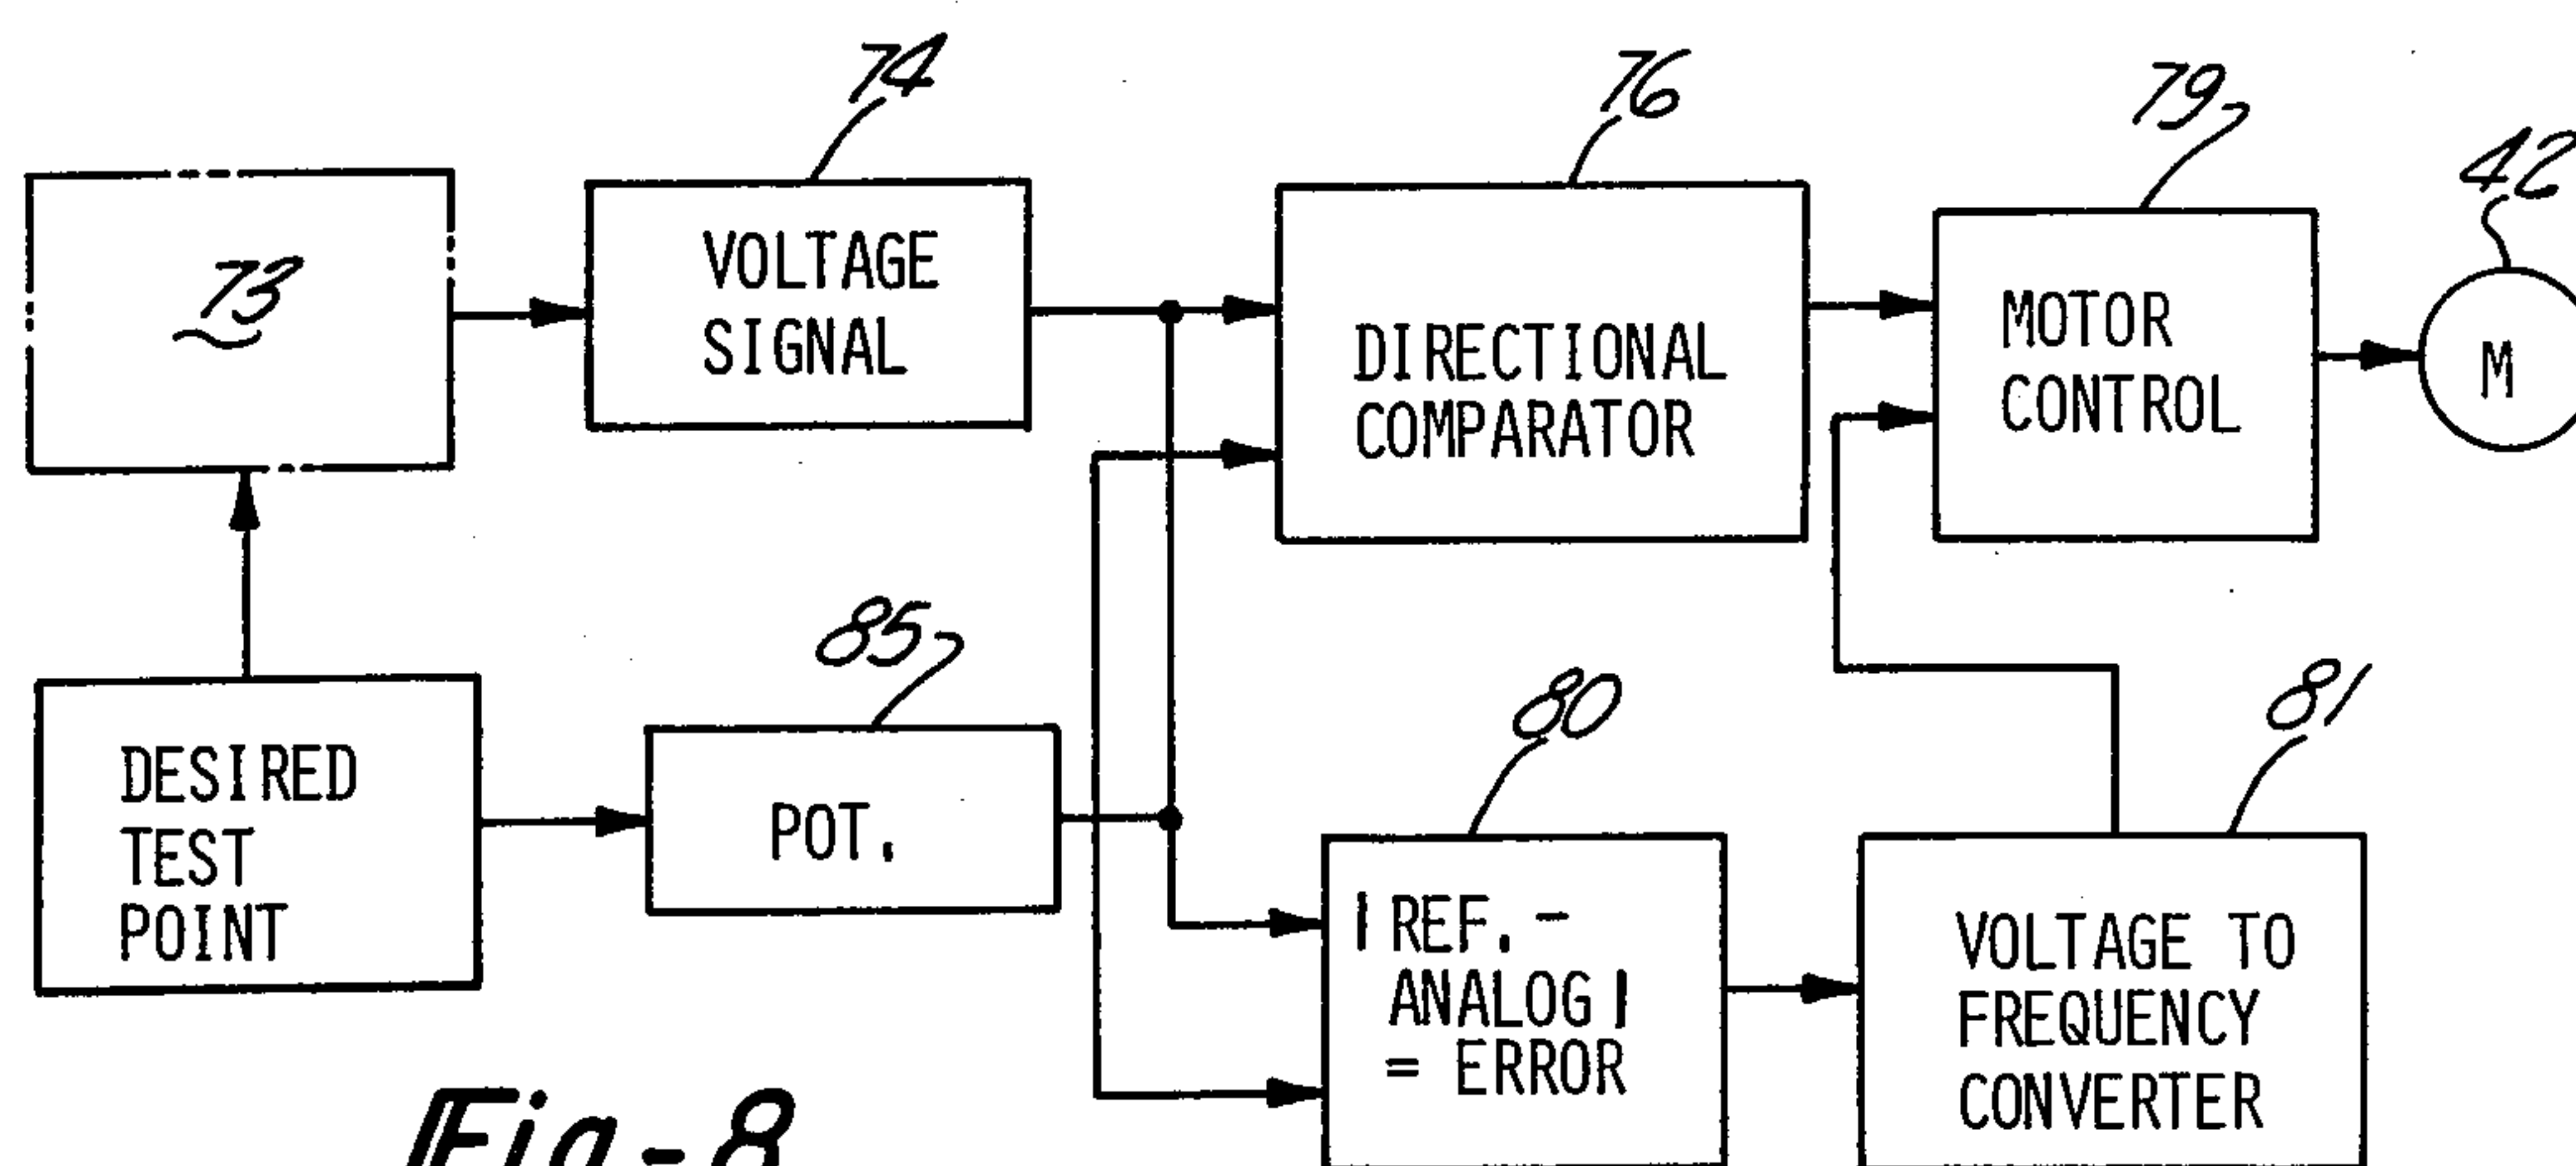 74
76
79
42
73
VOLTAGE
SIGNAL
DIRECTIONAL
COMPARATOR
MOTOR
CONTROL
M
85
80
81
DESIRED
TEST
POINT
POT.
| REF. -
ANALOG |
= ERROR
VOLTAGE TO
FREQUENCY
CONVERTER
Fig-8